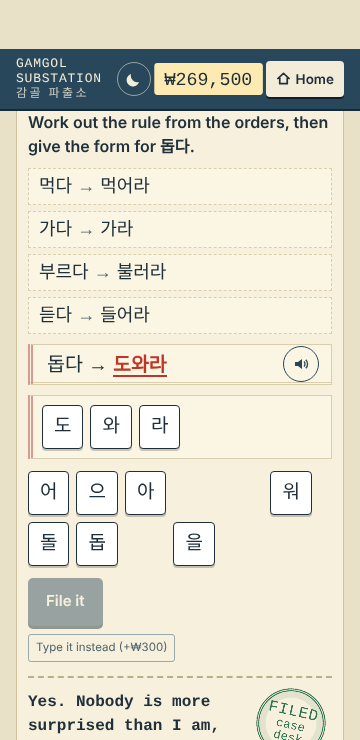 GAMGOL
SUBSTATION
감골 파출소
₩269,500
Home
Work out the rule from the orders, then
give the form for 돕다.
먹다 → 먹어라
가다 → 가라
부르다 → 불러라
듣다 → 들어라
돕다 → 도와라
도 와 라
어 으 아 워
돌 돕 을
File it
Type it instead (+₩300)
Yes. Nobody is more
surprised than I am,
FILED
case
desk